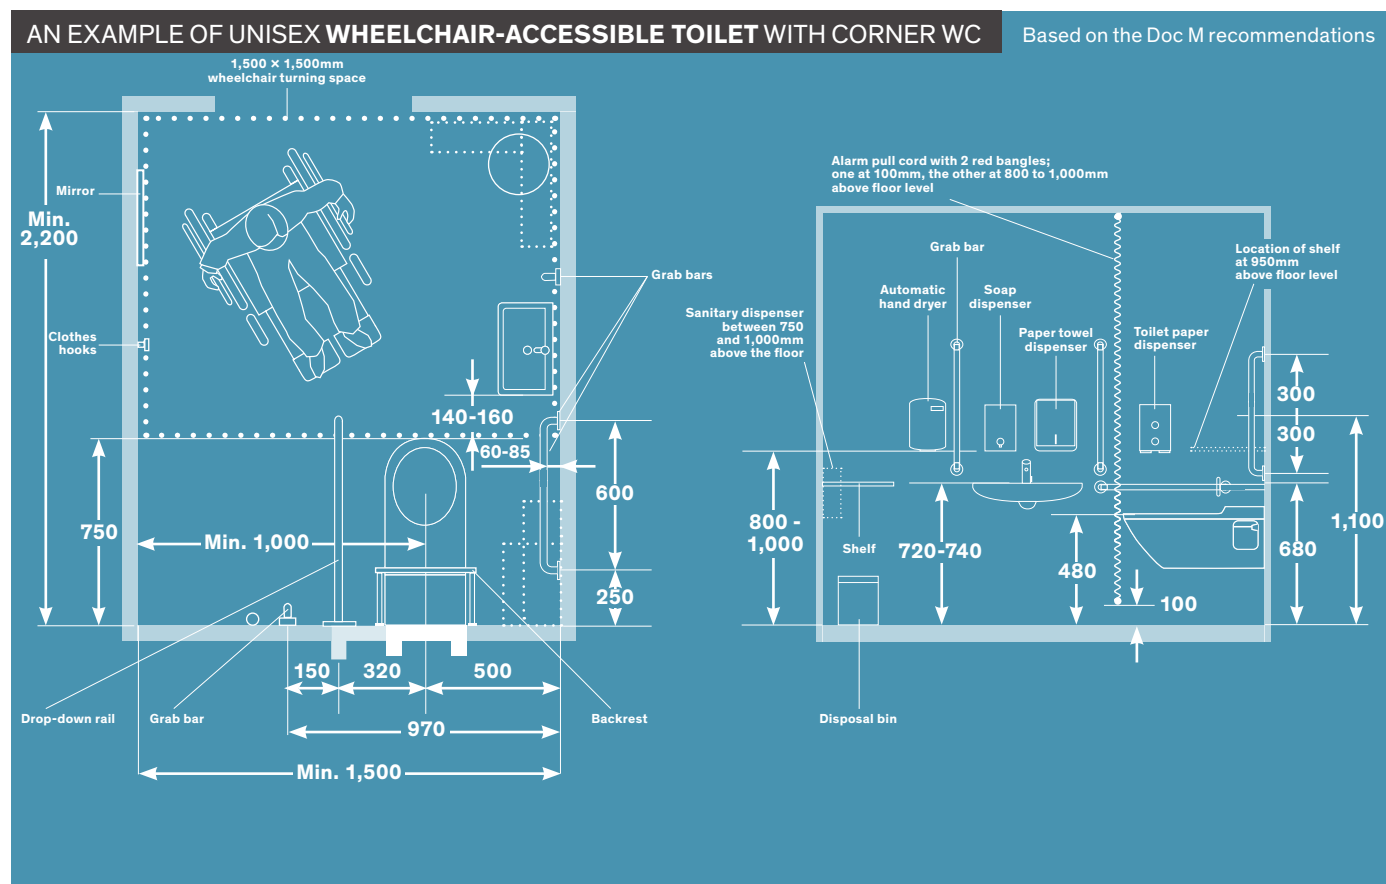 AN EXAMPLE OF UNISEX WHEELCHAIR-ACCESSIBLE TOILET WITH CORNER WC
Based on the Doc M recommendations
1,500 × 1,500mm
wheelchair turning space
Mirror
Min.
2,200
Clothes
hooks
Grab bars
140-160
60-85
600
750
Min. 1,000
250
150
320
500
Drop-down rail
Grab bar
Backrest
970
Min. 1,500
Alarm pull cord with 2 red bangles;
one at 100mm, the other at 800 to 1,000mm
above floor level
Grab bar
Location of shelf
at 950mm
above floor level
Automatic
hand dryer
Soap
dispenser
Sanitary dispenser
between 750
and 1,000mm
above the floor
Paper towel
dispenser
Toilet paper
dispenser
300
300
800 -
1,000
Shelf
720-740
480
680
1,100
100
Disposal bin